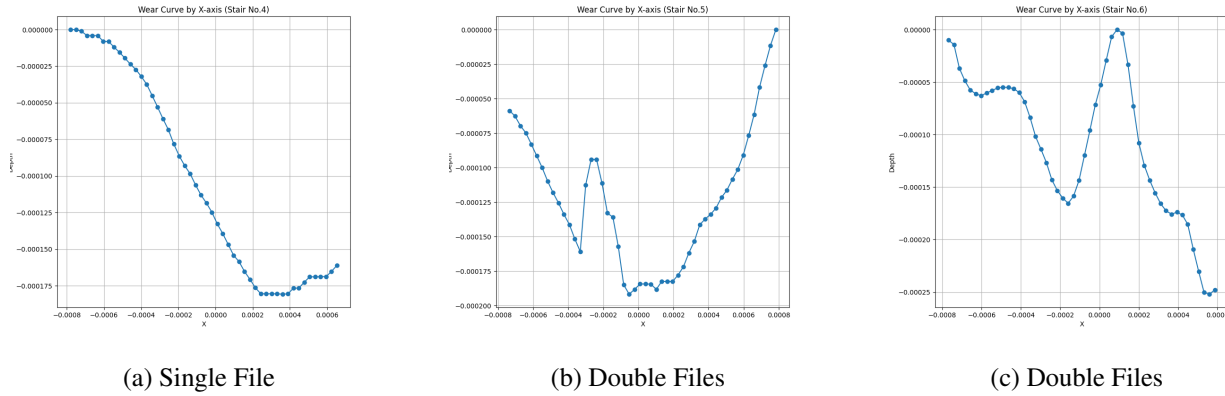 Wear Curve by X-axis (Stair No.4)
0.000000
−0.000025
−0.000050
−0.000075
−0.000100
−0.000125
−0.000150
−0.000175
−0.0008 −0.0006 −0.0004 −0.0002 0.0000 0.0002 0.0004 0.0006
X
(a) Single File
Wear Curve by X-axis (Stair No.5)
0.000000
−0.000025
−0.000050
−0.000075
−0.000100
−0.000125
−0.000150
−0.000175
−0.000200
−0.0008 −0.0006 −0.0004 −0.0002 0.0000 0.0002 0.0004 0.0006 0.0008
X
(b) Double Files
Wear Curve by X-axis (Stair No.6)
Depth
0.00000
−0.00005
−0.00010
−0.00015
−0.00020
−0.00025
−0.0008 −0.0006 −0.0004 −0.0002 0.0000 0.0002 0.0004
X
(c) Double Files